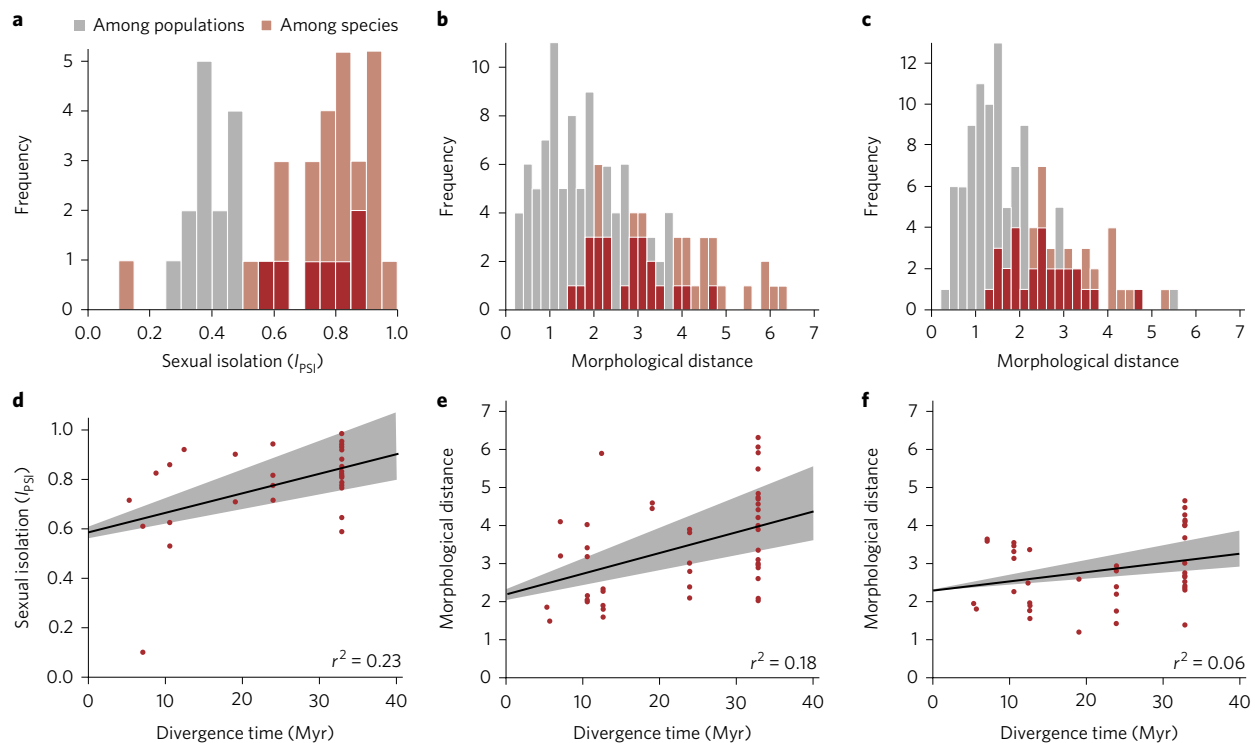 a
Among populations
Among species
Frequency
5
4
3
2
1
0
0.0 0.2 0.4 0.6 0.8 1.0
Sexual isolation (I_PSI)
b
Frequency
10
8
6
4
2
0
0 1 2 3 4 5 6 7
Morphological distance
c
Frequency
12
10
8
6
4
2
0
0 1 2 3 4 5 6 7
Morphological distance
d
Sexual isolation (I_PSI)
1.0
0.8
0.6
0.4
0.2
0.0
r² = 0.23
0 10 20 30 40
Divergence time (Myr)
e
Morphological distance
7
6
5
4
3
2
1
0
r² = 0.18
0 10 20 30 40
Divergence time (Myr)
f
Morphological distance
7
6
5
4
3
2
1
0
r² = 0.06
0 10 20 30 40
Divergence time (Myr)